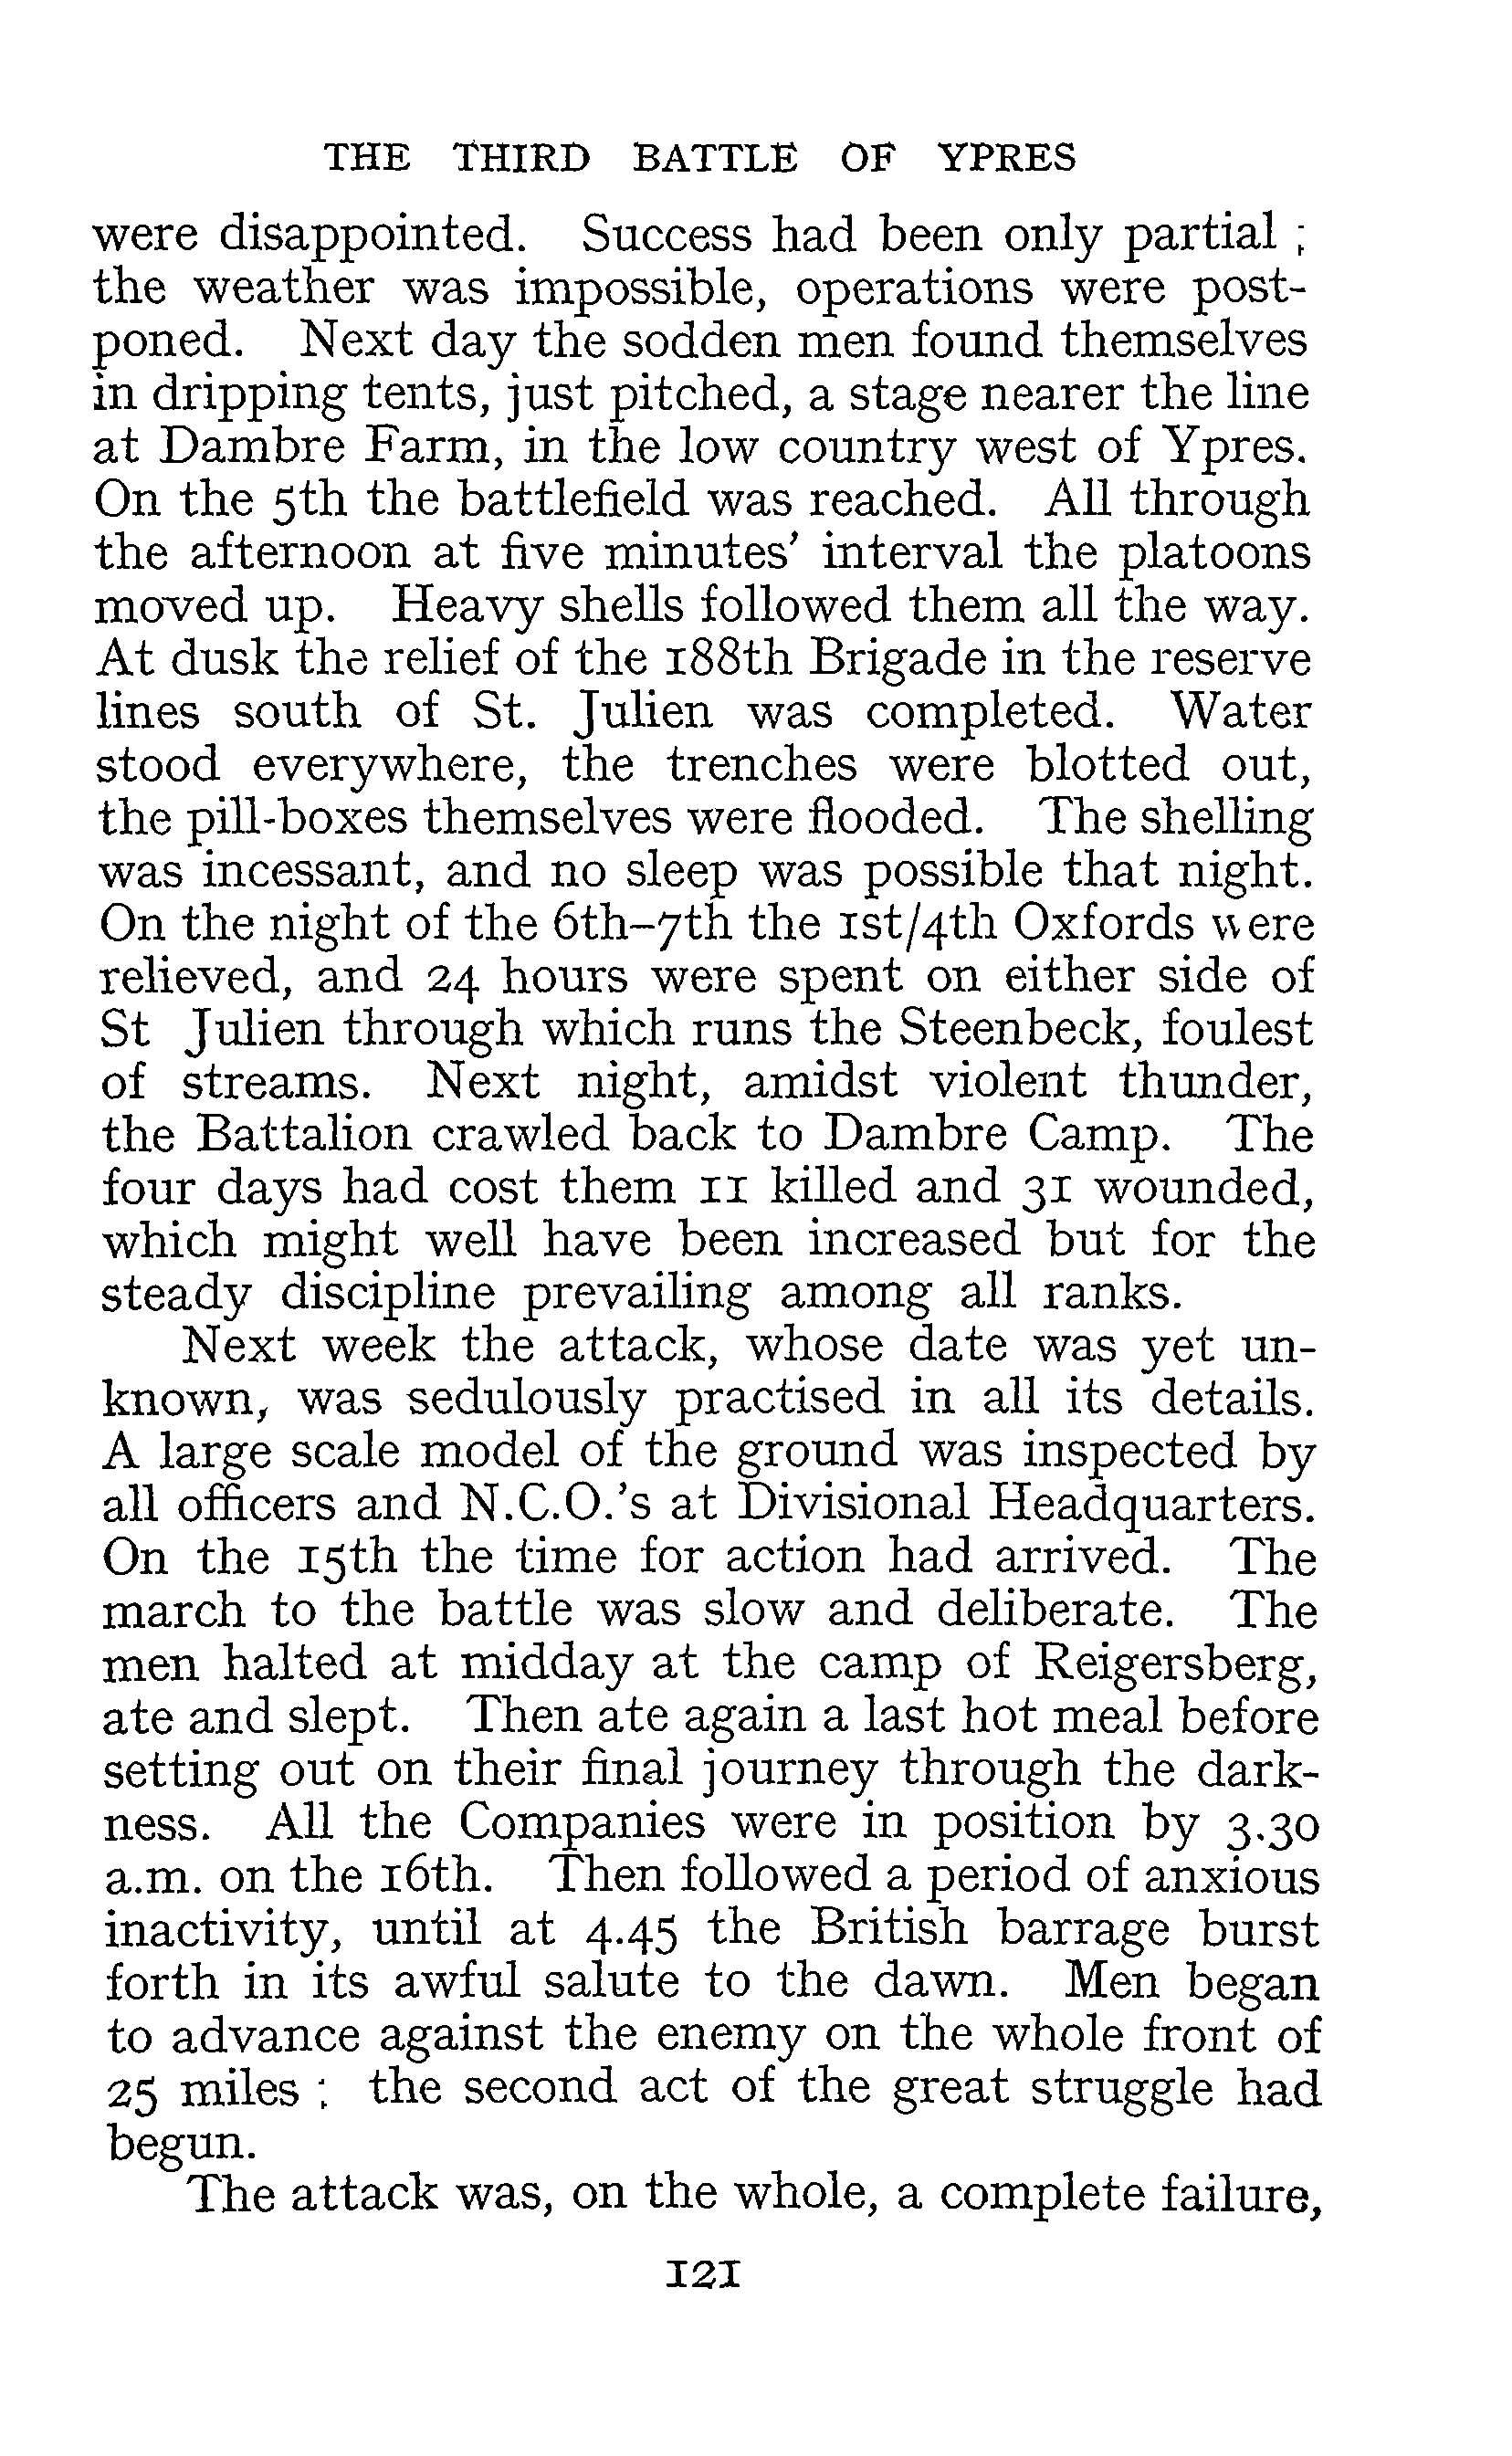 THE THIRD BATTLE OF YPRES
were disappointed. Success had been only partial ;
the weather was impossible, operations were post-
poned. Next day the sodden men found themselves
in dripping tents, just pitched, a stage nearer the line
at Dambre Farm, in the low country west of Ypres.
On the 5th the battlefield was reached. All through
the afternoon at five minutes' interval the platoons
moved up. Heavy shells followed them all the way.
At dusk the relief of the 188th Brigade in the reserve
lines south of St. Julien was completed. Water
stood everywhere, the trenches were blotted out,
the pill-boxes themselves were flooded. The shelling
was incessant, and no sleep was possible that night.
On the night of the 6th–7th the 1st/4th Oxfords were
relieved, and 24 hours were spent on either side of
St Julien through which runs the Steenbeck, foulest
of streams. Next night, amidst violent thunder,
the Battalion crawled back to Dambre Camp. The
four days had cost them 11 killed and 31 wounded,
which might well have been increased but for the
steady discipline prevailing among all ranks.
Next week the attack, whose date was yet un-
known, was sedulously practised in all its details.
A large scale model of the ground was inspected by
all officers and N.C.O.'s at Divisional Headquarters.
On the 15th the time for action had arrived. The
march to the battle was slow and deliberate. The
men halted at midday at the camp of Reigersberg,
ate and slept. Then ate again a last hot meal before
setting out on their final journey through the dark-
ness. All the Companies were in position by 3.30
a.m. on the 16th. Then followed a period of anxious
inactivity, until at 4.45 the British barrage burst
forth in its awful salute to the dawn. Men began
to advance against the enemy on the whole front of
25 miles ; the second act of the great struggle had
begun.
The attack was, on the whole, a complete failure,
121